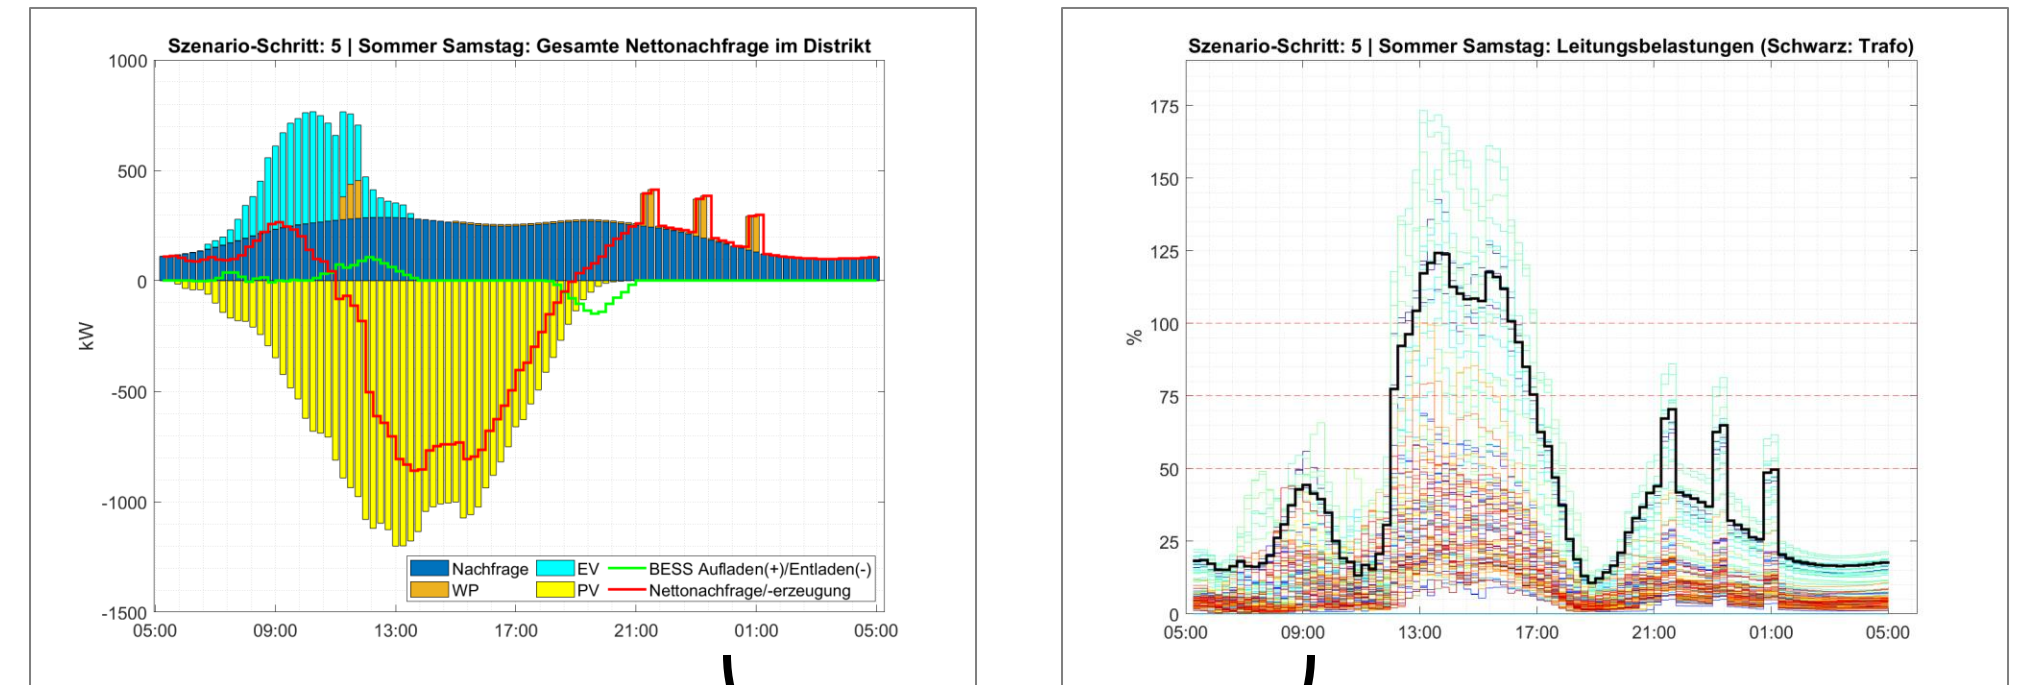 Szenario-Schritt: 5 | Sommer Samstag: Gesamte Nettonachfrage im Distrikt
1000
500
0
-500
-1000
-1500
kW
05:00 09:00 13:00 17:00 21:00 01:00 05:00
Nachfrage EV BESS Aufladen(+)/Entladen(-)
WP PV Nettonachfrage/-erzeugung
Szenario-Schritt: 5 | Sommer Samstag: Leitungsbelastungen (Schwarz: Trafo)
175
150
125
100
75
50
25
0
%
05:00 09:00 13:00 17:00 21:00 01:00 05:00